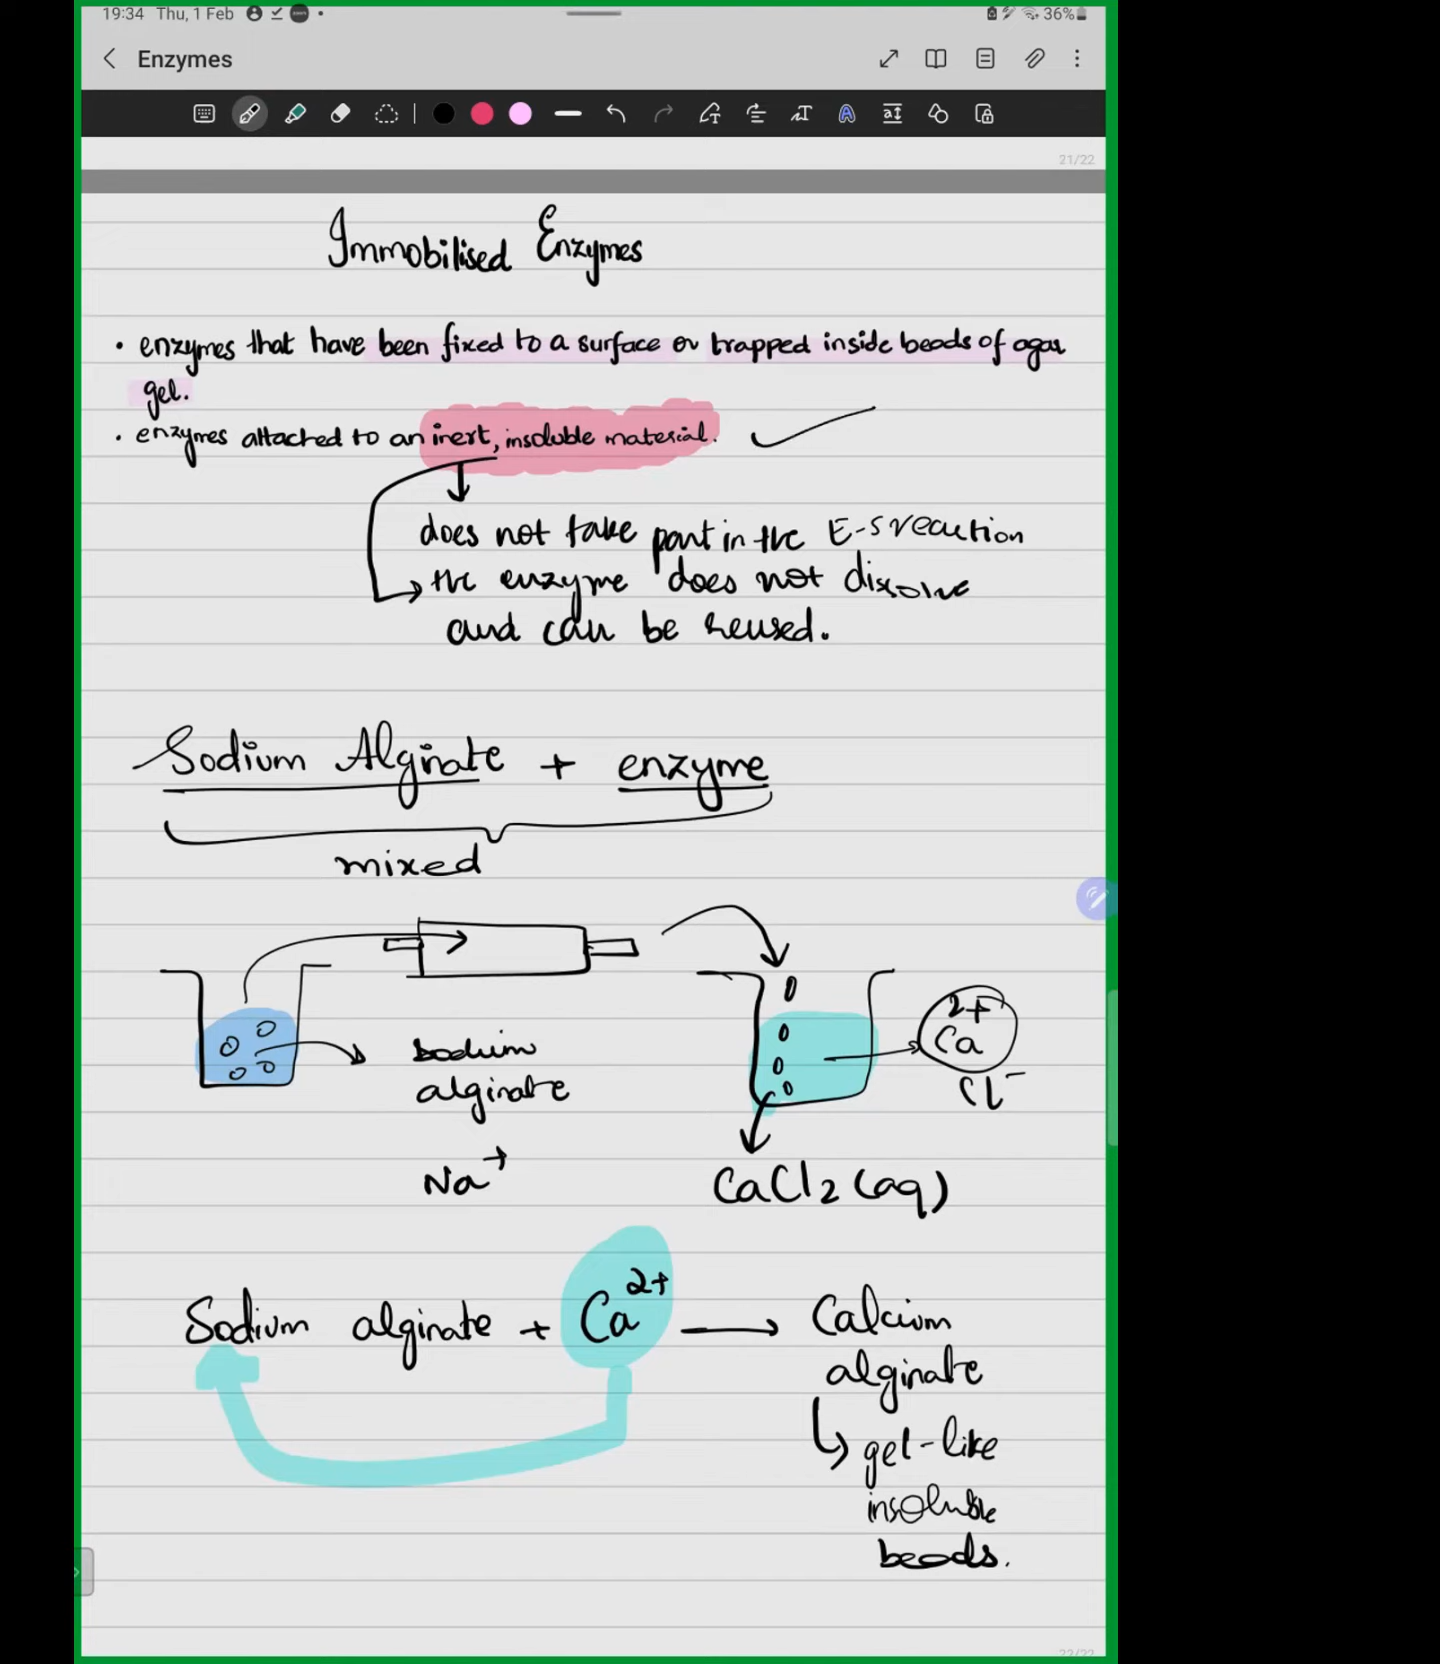 19:34 Thu, 1 Feb
36%
Enzymes
21/22
Immobilised Enzymes
• enzymes that have been fixed to a surface or trapped inside beads of agar
gel.
• enzymes attached to an inert, insoluble material.
does not take part in the E-S reaction
the enzyme does not dissolve
and can be reused.
Sodium Alginate + enzyme
mixed
2+
Ca
Cl⁻
sodium
alginate
Na⁺
CaCl2 (aq)
Sodium alginate + Ca²⁺ → Calcium
alginate
gel-like
insoluble
beads.
22/22